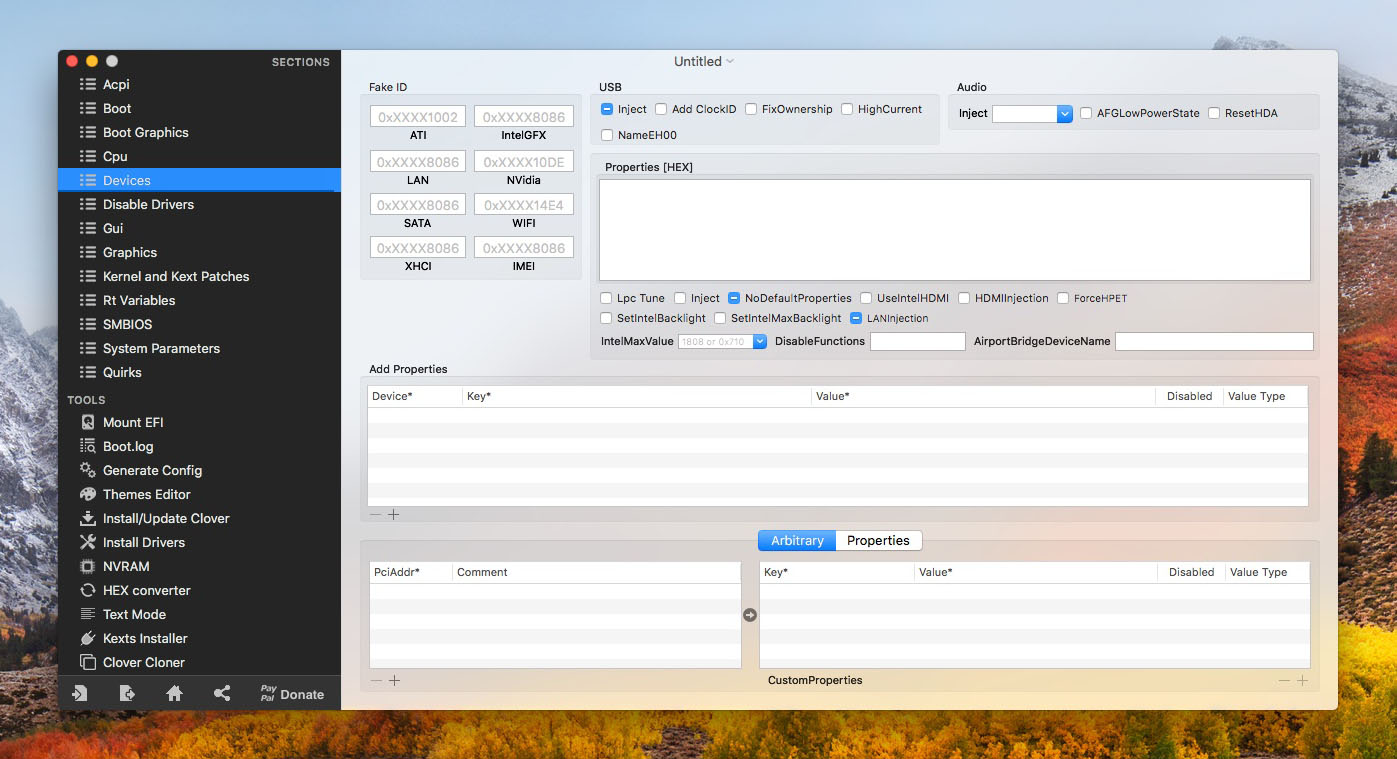 SECTIONS
Acpi
Boot
Boot Graphics
Cpu
Devices
Disable Drivers
Gui
Graphics
Kernel and Kext Patches
Rt Variables
SMBIOS
System Parameters
Quirks
TOOLS
Mount EFI
Boot.log
Generate Config
Themes Editor
Install/Update Clover
Install Drivers
NVRAM
HEX converter
Text Mode
Kexts Installer
Clover Cloner
Pay Pal Donate
Untitled
Fake ID
0xXXXX1002 0xXXXX8086
ATI IntelGFX
0xXXXX8086 0xXXXX10DE
LAN NVidia
0xXXXX8086 0xXXXX14E4
SATA WIFI
0xXXXX8086 0xXXXX8086
XHCI IMEI
USB
Inject Add ClockID FixOwnership HighCurrent
NameEH00
Audio
Inject AFGLowPowerState ResetHDA
Properties [HEX]
Lpc Tune Inject NoDefaultProperties UseIntelHDMI HDMIInjection ForceHPET
SetIntelBacklight SetIntelMaxBacklight LANInjection
IntelMaxValue 1808 or 0x710 DisableFunctions AirportBridgeDeviceName
Add Properties
Device* Key* Value* Disabled Value Type
Arbitrary Properties
PciAddr* Comment
Key* Value* Disabled Value Type
CustomProperties